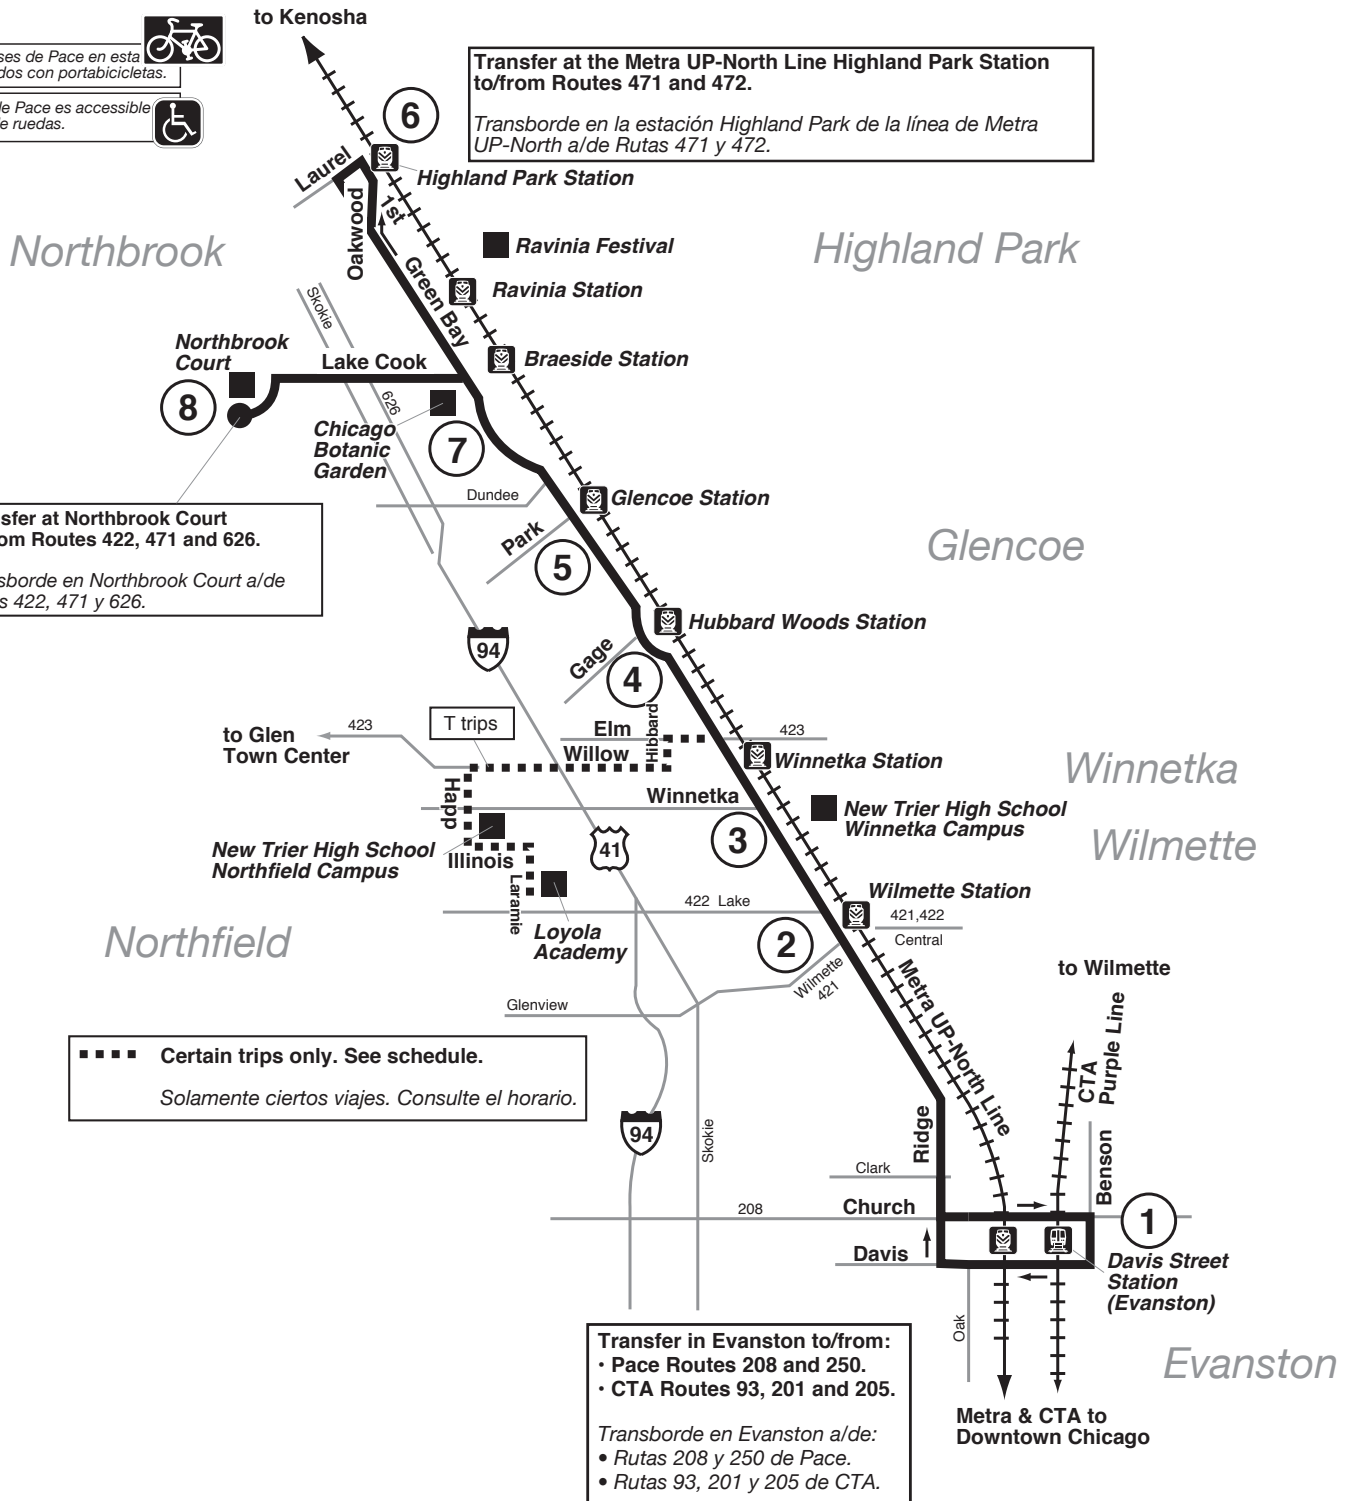 to Kenosha
ses de Pace en esta
dos con portabicicletas.
de Pace es accessible
de ruedas.
Transfer at the Metra UP-North Line Highland Park Station
to/from Routes 471 and 472.
Transborde en la estación Highland Park de la línea de Metra
UP-North a/de Rutas 471 y 472.
6
Laurel
Highland Park Station
Oakwood
1st
Northbrook
Highland Park
Ravinia Festival
Green Bay
Ravinia Station
Skokie
Northbrook
Court
Lake Cook
Braeside Station
8
626
Chicago
Botanic
Garden
7
Dundee
Glencoe Station
sfer at Northbrook Court
rom Routes 422, 471 and 626.
sborde en Northbrook Court a/de
s 422, 471 y 626.
Park
5
Glencoe
94
Hubbard Woods Station
Gage
4
to Glen
Town Center
423
T trips
Elm
Hibbard
423
Willow
Winnetka Station
Winnetka
Happ
Winnetka
New Trier High School
Winnetka Campus
3
Wilmette
New Trier High School
Northfield Campus
Illinois
41
Laramie
Wilmette Station
422 Lake
421,422
Central
Loyola
Academy
2
Northfield
Wilmette
421
Glenview
Metra UP-North Line
to Wilmette
CTA
Purple Line
Certain trips only. See schedule.
Solamente ciertos viajes. Consulte el horario.
94
Skokie
Ridge
Benson
Clark
208
Church
1
Davis
Davis Street
Station
(Evanston)
Oak
Evanston
Transfer in Evanston to/from:
• Pace Routes 208 and 250.
• CTA Routes 93, 201 and 205.
Transborde en Evanston a/de:
• Rutas 208 y 250 de Pace.
• Rutas 93, 201 y 205 de CTA.
Metra & CTA to
Downtown Chicago